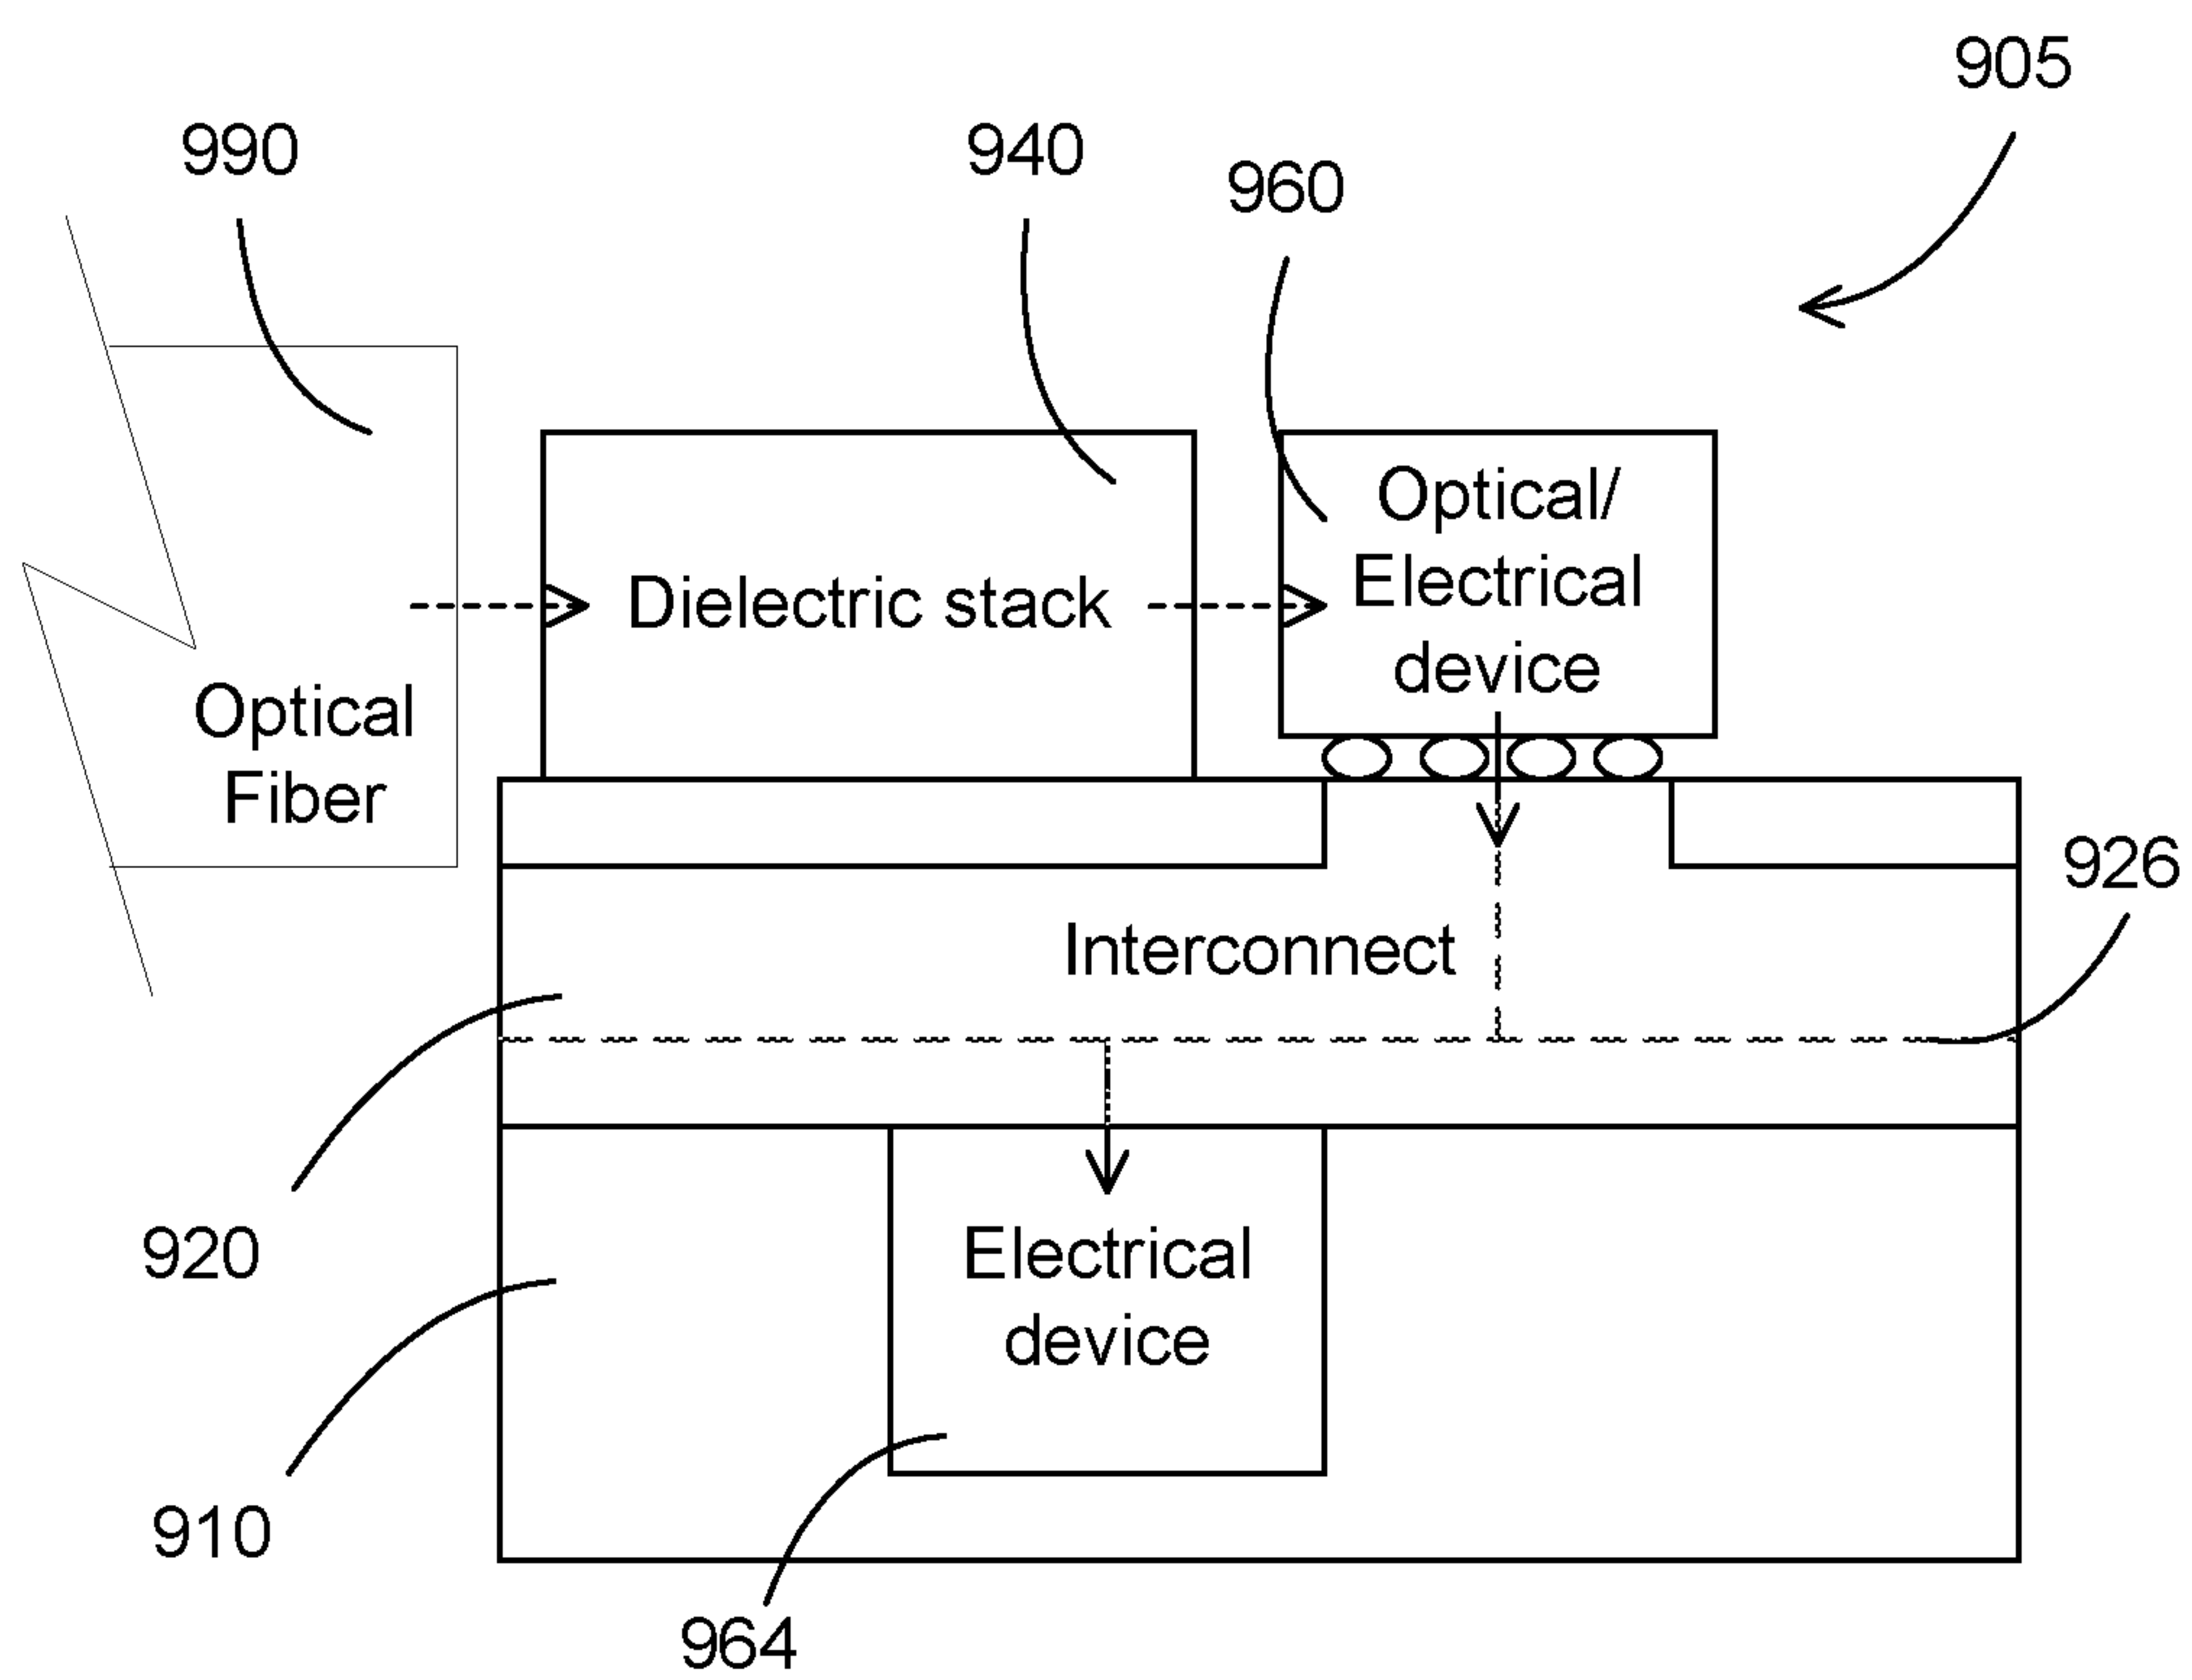 905
990
940
960
Optical/
Electrical
device
Dielectric stack
Optical
Fiber
926
Interconnect
920
Electrical
device
910
964